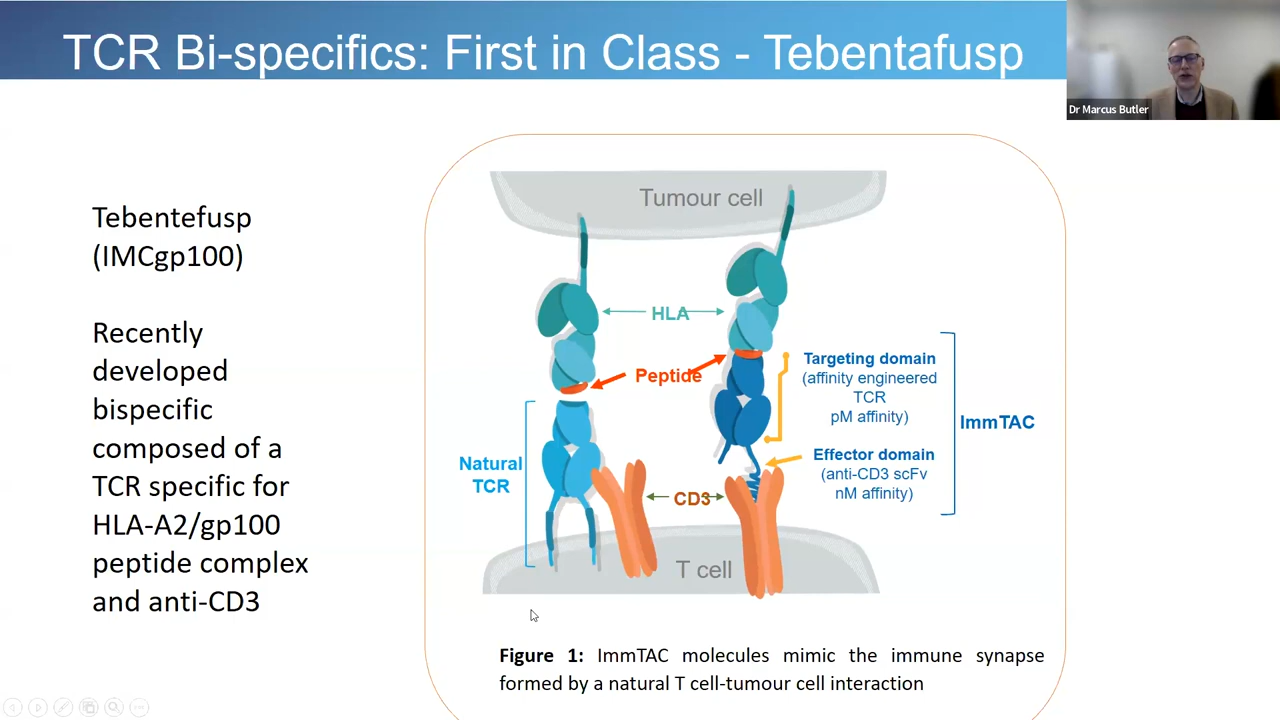 TCR Bi-specifics: First in Class - Tebentafusp
Dr Marcus Butler
Tebentefusp
(IMCgp100)
Recently
developed
bispecific
composed of a
TCR specific for
HLA-A2/gp100
peptide complex
and anti-CD3
Tumour cell
HLA
Peptide
Targeting domain
(affinity engineered
TCR
pM affinity)
ImmTAC
Effector domain
(anti-CD3 scFv
nM affinity)
Natural
TCR
CD3
T cell
Figure 1: ImmTAC molecules mimic the immune synapse
formed by a natural T cell-tumour cell interaction